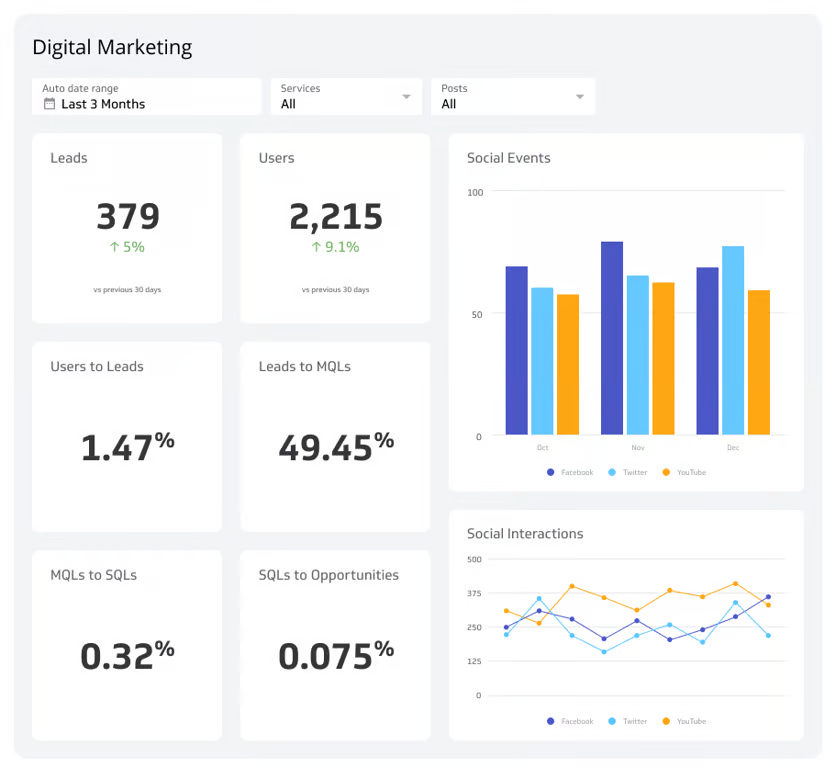 Digital Marketing
Auto date range
Last 3 Months
Services
All
Posts
All
Leads
379
↑ 5%
vs previous 30 days
Users
2,215
↑ 9.1%
vs previous 30 days
Users to Leads
1.47%
Leads to MQLs
49.45%
MQLs to SQLs
0.32%
SQLs to Opportunities
0.075%
Social Events
100
50
0
Oct Nov Dec
Facebook Twitter YouTube
Social Interactions
500
375
250
125
0
Facebook Twitter YouTube